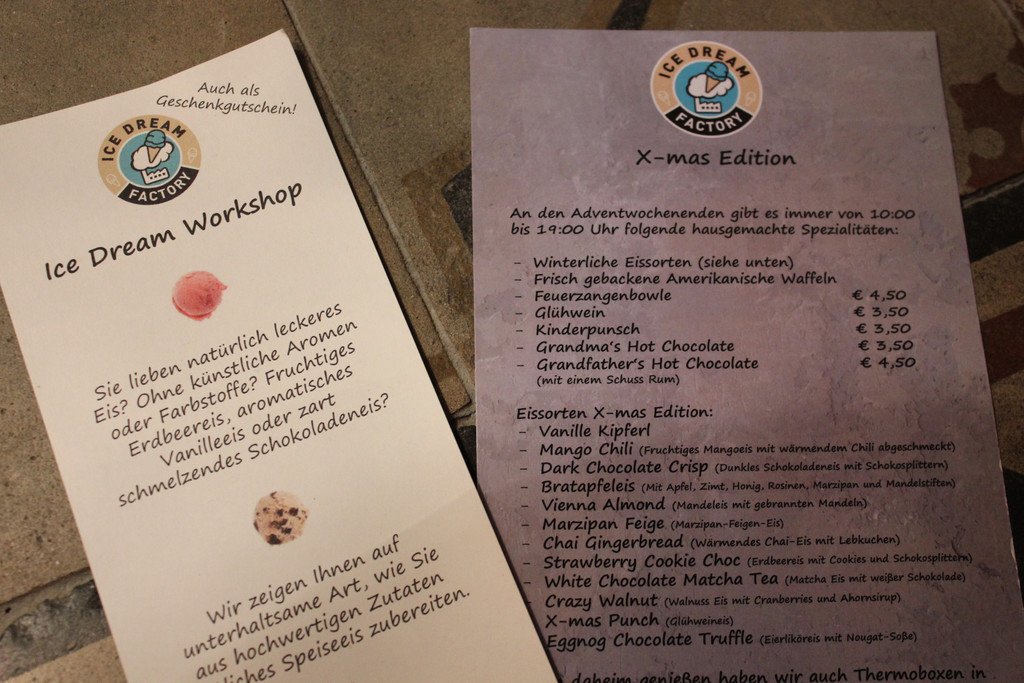 Auch als
Geschenkgutschein!
ICE DREAM
FACTORY
Ice Dream Workshop
Sie lieben natürlich leckeres
Eis? Ohne künstliche Aromen
oder Farbstoffe? Fruchtiges
Erdbeereis, aromatisches
Vanilleeis oder zart
schmelzendes Schokoladeneis?
Wir zeigen Ihnen auf
unterhaltsame Art, wie Sie
aus hochwertigen Zutaten
Speiseeis zubereiten.
ICE DREAM
FACTORY
X-mas Edition
An den Adventwochenenden gibt es immer von 10:00
bis 19:00 Uhr folgende hausgemachte Spezialitäten:
- Winterliche Eissorten (siehe unten)
- Frisch gebackene Amerikanische Waffeln
- Feuerzangenbowle € 4,50
- Glühwein € 3,50
- Kinderpunsch € 3,50
- Grandma's Hot Chocolate € 3,50
- Grandfather's Hot Chocolate € 4,50
(mit einem Schuss Rum)
Eissorten X-mas Edition:
- Vanille Kipferl
- Mango Chili (Fruchtiges Mangoeis mit wärmendem Chili abgeschmeckt)
- Dark Chocolate Crisp (Dunkles Schokoladeneis mit Schokosplittern)
- Bratapfeleis (Mit Apfel, Zimt, Honig, Rosinen, Marzipan und Mandelstiften)
- Vienna Almond (Mandeleis mit gebrannten Mandeln)
- Marzipan Feige (Marzipan-Feigen-Eis)
- Chai Gingerbread (Wärmendes Chai-Eis mit Lebkuchen)
- Strawberry Cookie Choc (Erdbeereis mit Cookies und Schokosplittern)
- White Chocolate Matcha Tea (Matcha Eis mit weißer Schokolade)
- Crazy Walnut (Walnuss Eis mit Cranberries und Ahornsirup)
- X-mas Punch (Glühweineis)
- Eggnog Chocolate Truffle (Eierliköreis mit Nougat-Soße)
daheim genießen haben wir auch Thermoboxen in